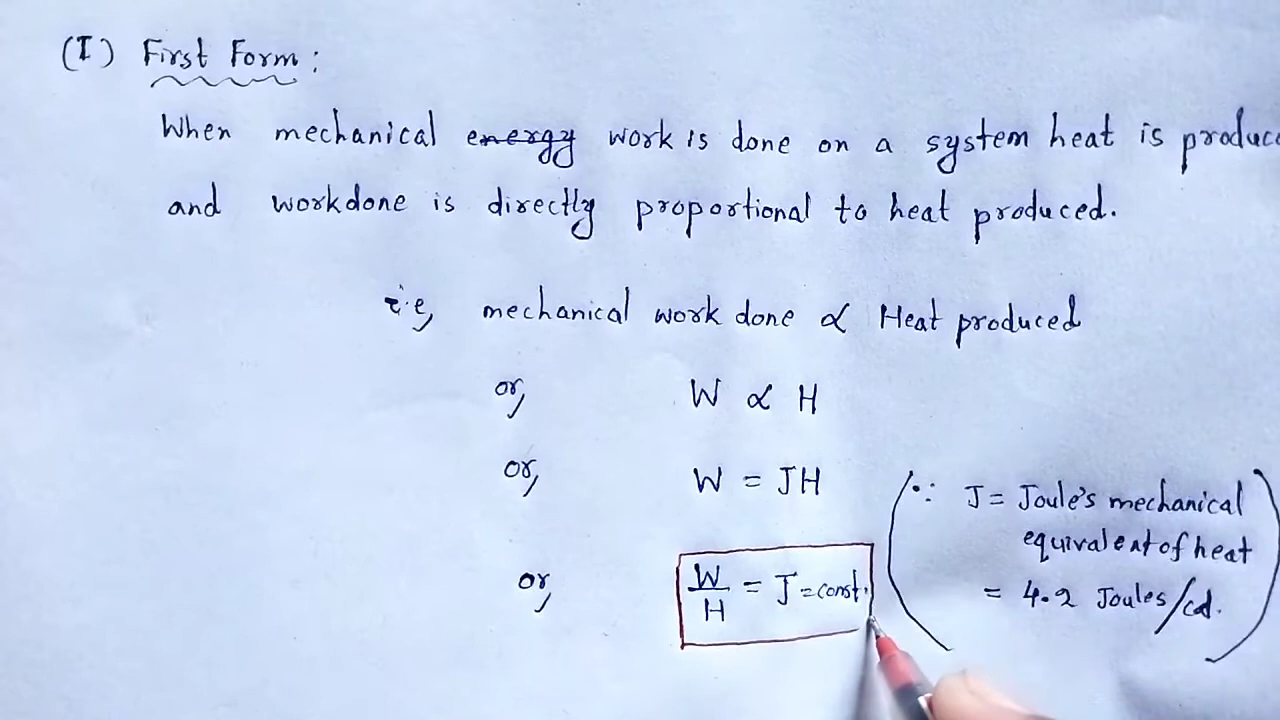 (I) First Form:
When mechanical energy work is done on a system heat is produc
and workdone is directly proportional to heat produced.
i.e, mechanical work done ∝ Heat produced
or, W ∝ H
or, W = JH
(∵ J = Joule's mechanical
equivalent of heat
= 4.2 Joules/cal.)
or, W/H = J = const.